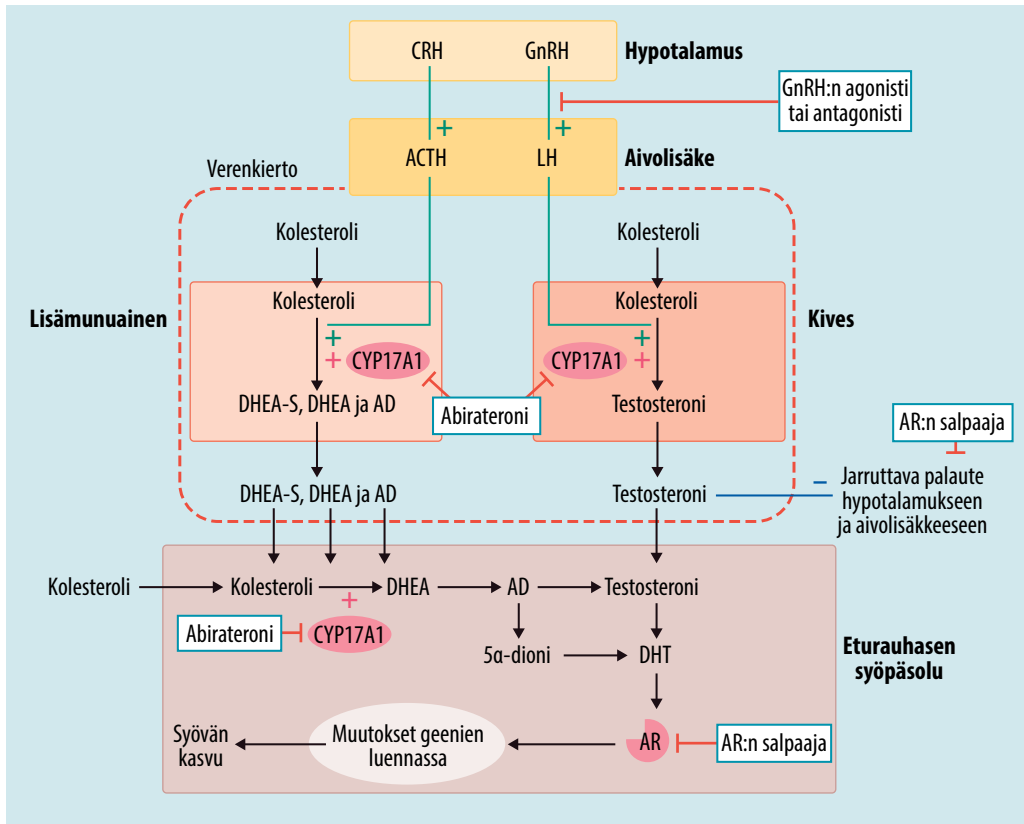 CRH
GnRH
Hypotalamus
GnRH:n agonisti
tai antagonisti
+
+
ACTH
LH
Aivolisäke
Verenkierto
Kolesteroli
Kolesteroli
Lisämunuainen
Kolesteroli
Kolesteroli
Kives
+
+
+
CYP17A1
CYP17A1
+
DHEA-S, DHEA ja AD
Abirateroni
Testosteroni
AR:n salpaaja
DHEA-S, DHEA ja AD
Testosteroni
–
Jarruttava palaute
hypotalamukseen
ja aivolisäkkeeseen
Kolesteroli
Kolesteroli
DHEA
AD
Testosteroni
+
Abirateroni
CYP17A1
5α-dioni
DHT
Eturauhasen
syöpäsolu
Syövän
kasvu
Muutokset geenien
luennassa
AR
AR:n salpaaja